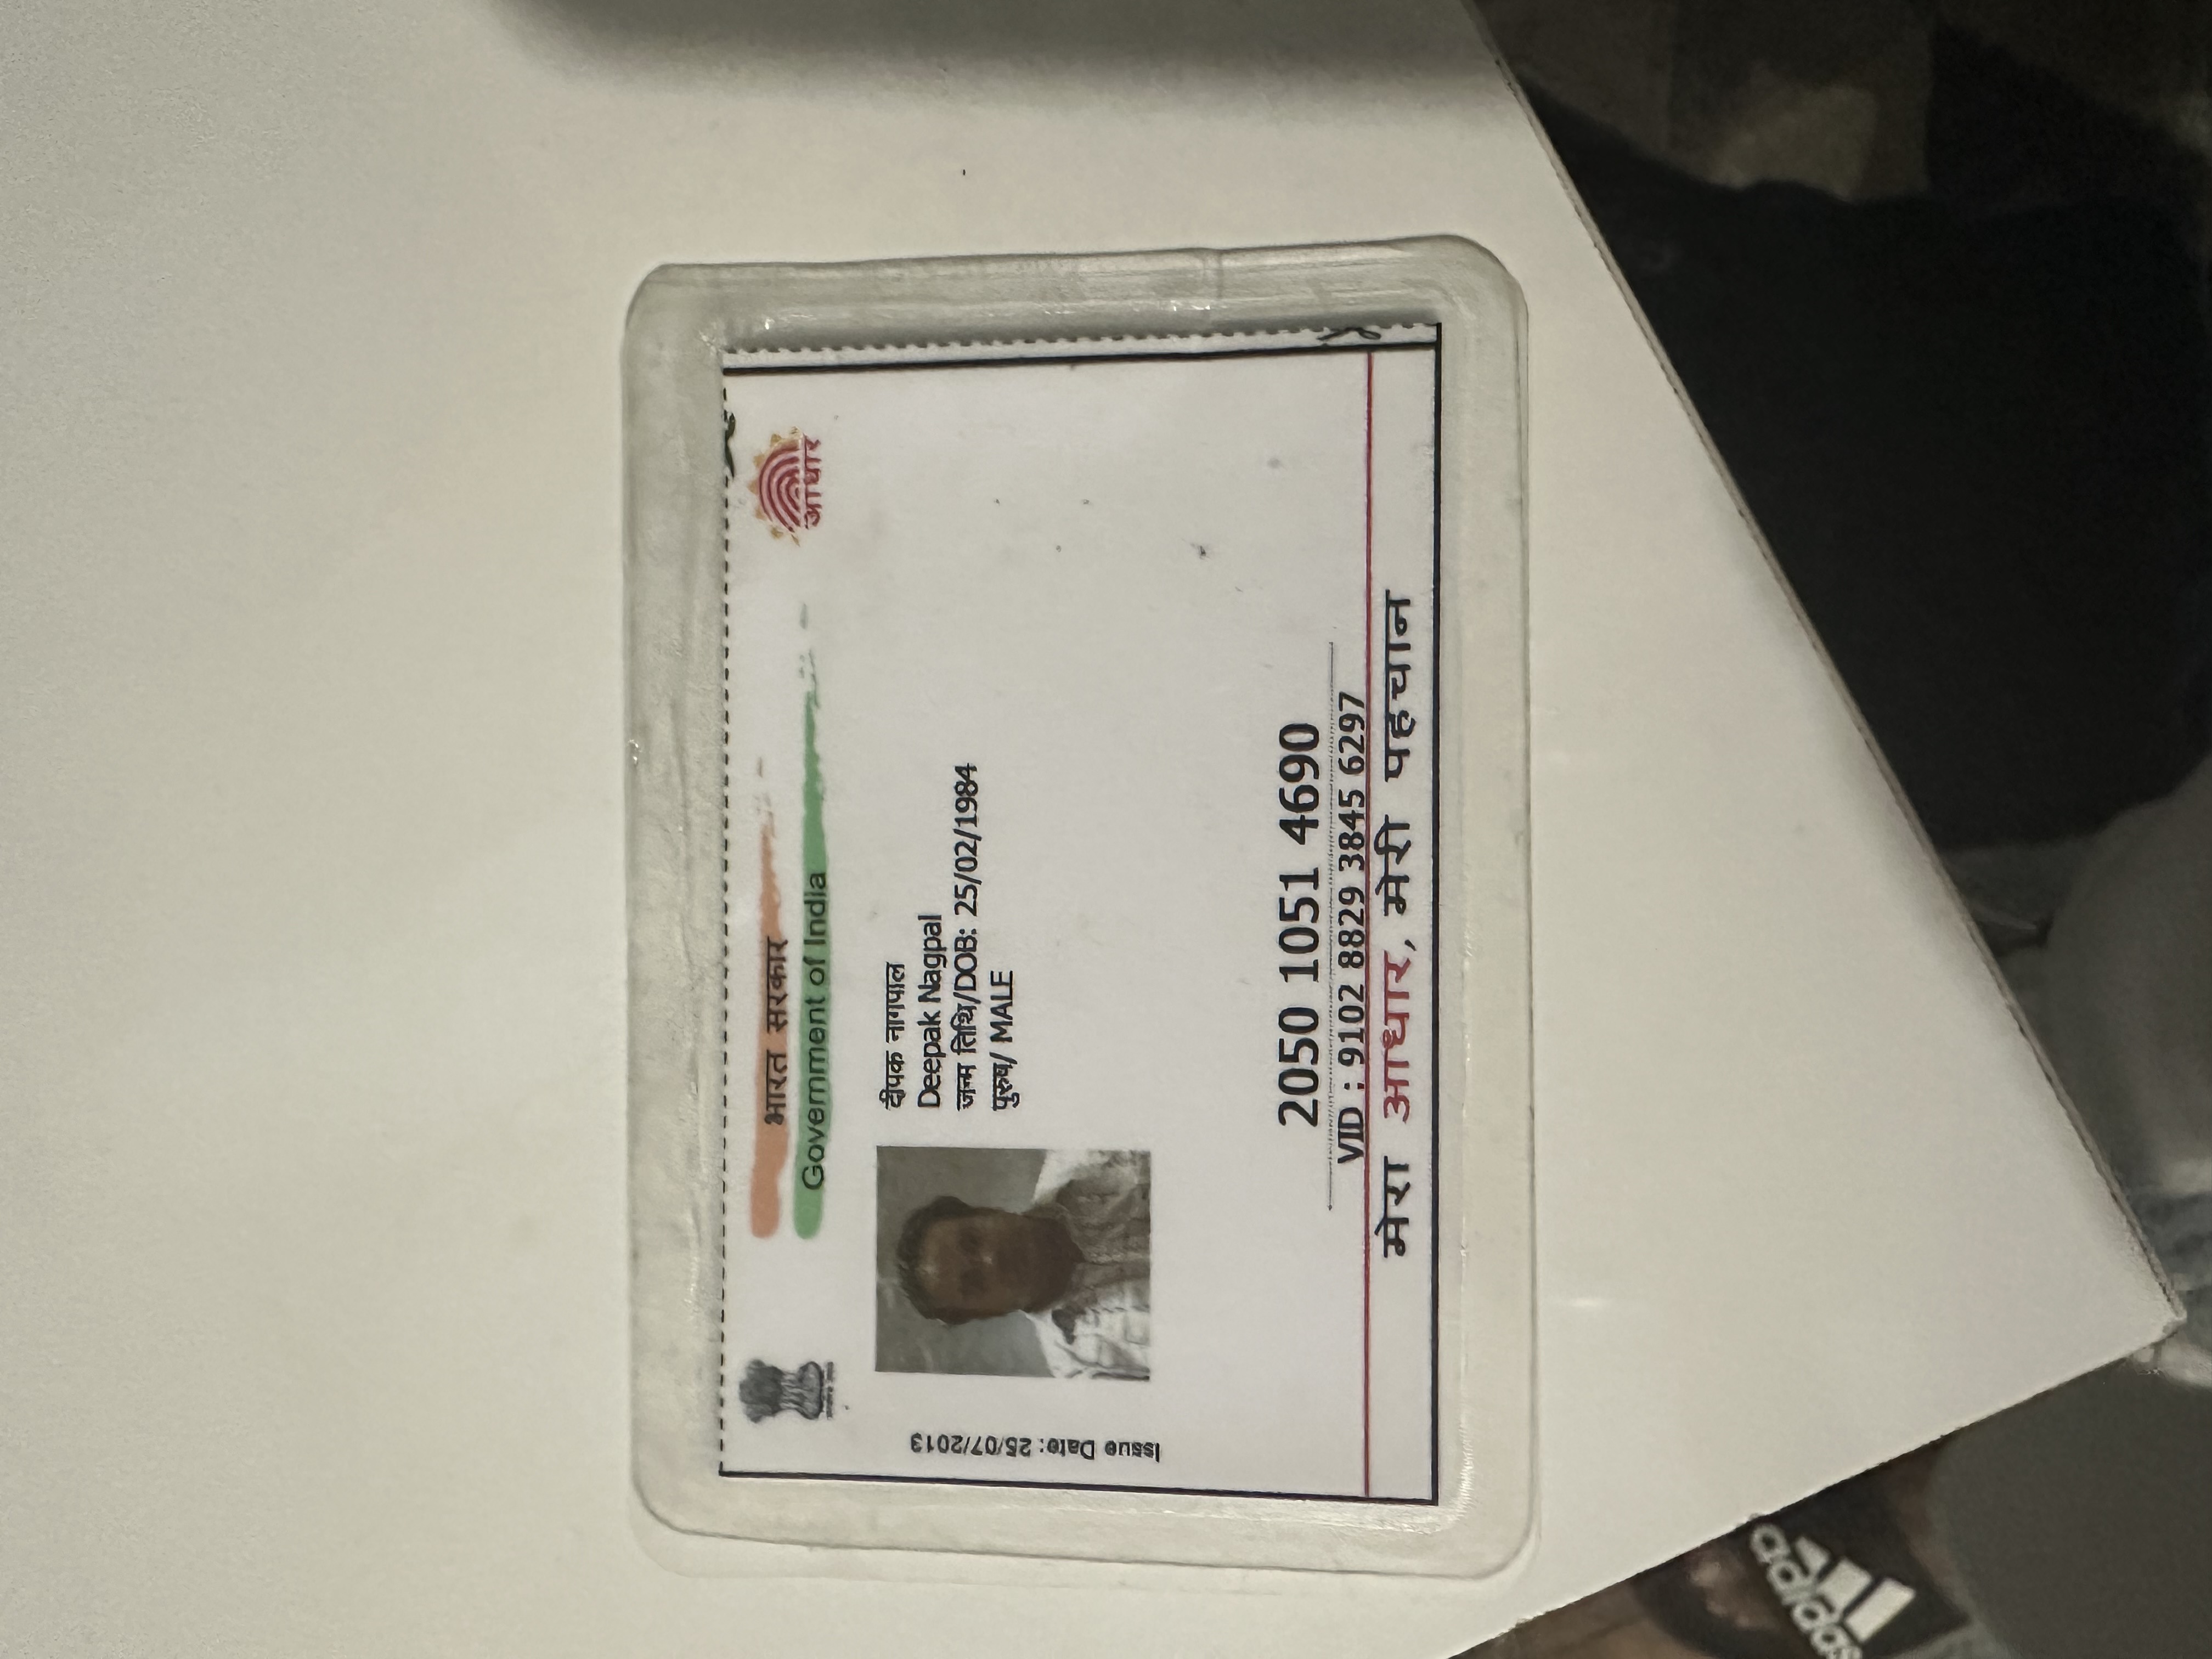 भारत सरकार
Government of India
आधार
दीपक नागपाल
Deepak Nagpal
जन्म तिथि/DOB: 25/02/1984
पुरुष/ MALE
Issue Date: 25/07/2013
2050 1051 4690
VID : 9102 8829 3845 6297
मेरा आधार, मेरी पहचान
adidas